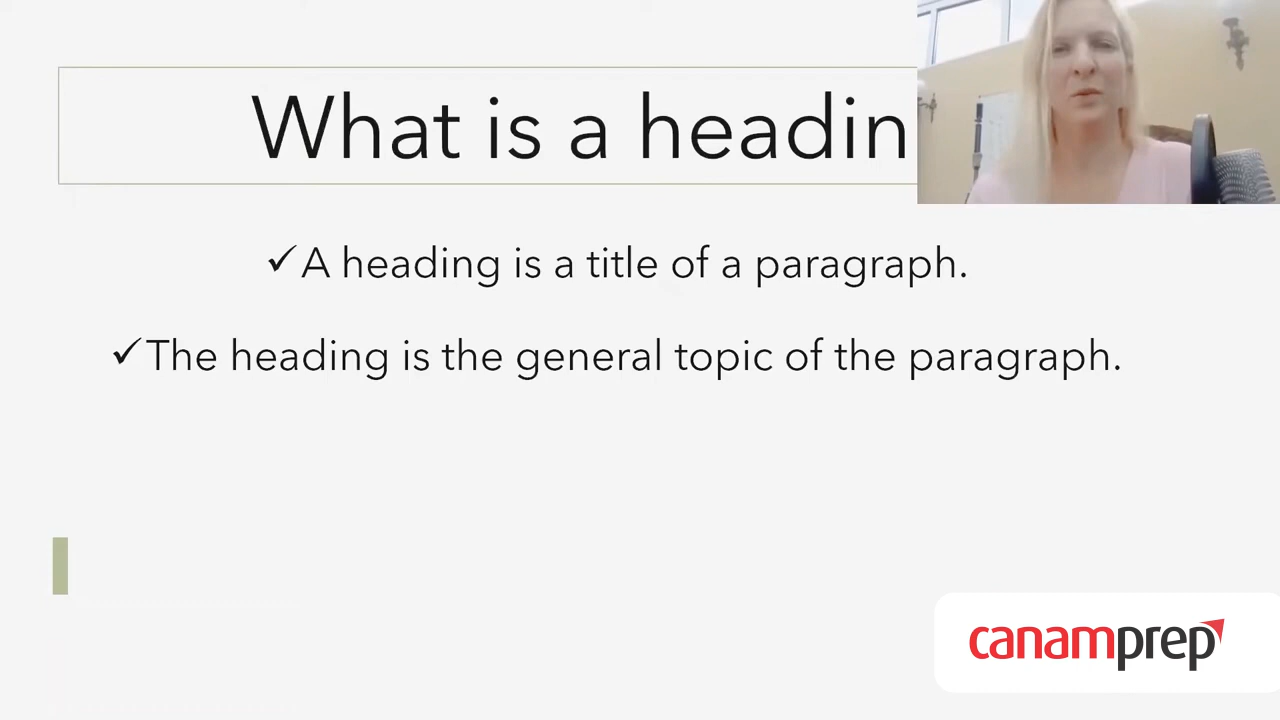 What is a headin
✓A heading is a title of a paragraph.
✓The heading is the general topic of the paragraph.
canamprep